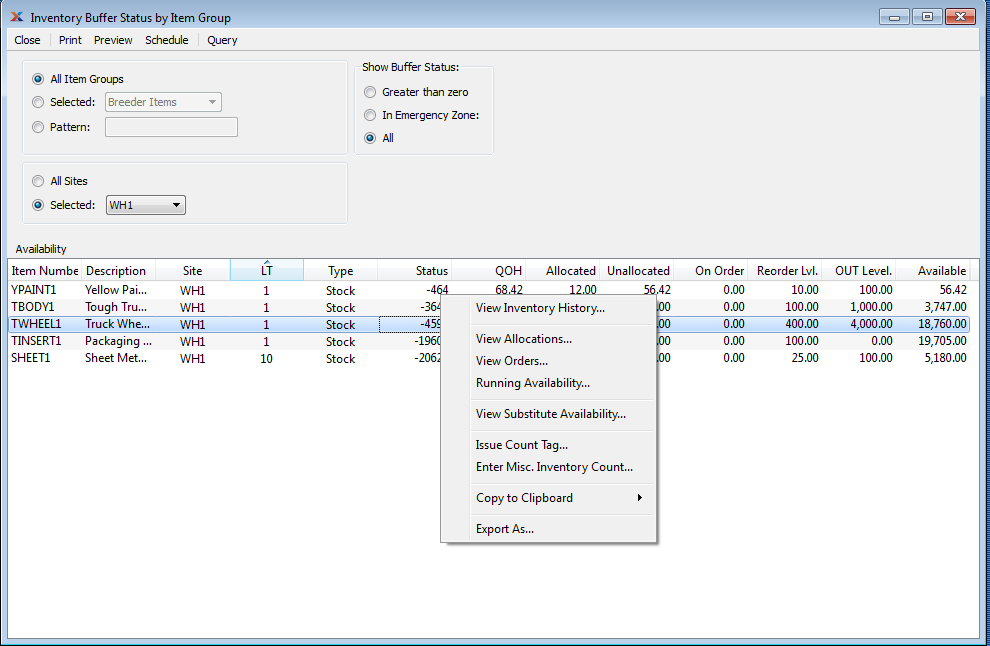 Inventory Buffer Status by Item Group
Close Print Preview Schedule Query
All Item Groups
Selected: Breeder Items
Pattern:
Show Buffer Status:
Greater than zero
In Emergency Zone:
All
All Sites
Selected: WH1
Availability
Item Numbe Description Site LT Type Status QOH Allocated Unallocated On Order Reorder Lvl. OUT Level. Available
YPAINT1 Yellow Pai... WH1 1 Stock -464 68.42 12.00 56.42 0.00 10.00 100.00 56.42
TBODY1 Tough Tru... WH1 1 Stock -364 .00 0.00 100.00 1,000.00 3,747.00
TWHEEL1 Truck Whe... WH1 1 Stock -459 .00 0.00 400.00 4,000.00 18,760.00
TINSERT1 Packaging ... WH1 1 Stock -1960 .00 0.00 100.00 0.00 19,705.00
SHEET1 Sheet Met... WH1 10 Stock -2062 .00 0.00 25.00 100.00 5,180.00
View Inventory History...
View Allocations...
View Orders...
Running Availability...
View Substitute Availability...
Issue Count Tag...
Enter Misc. Inventory Count...
Copy to Clipboard
Export As...